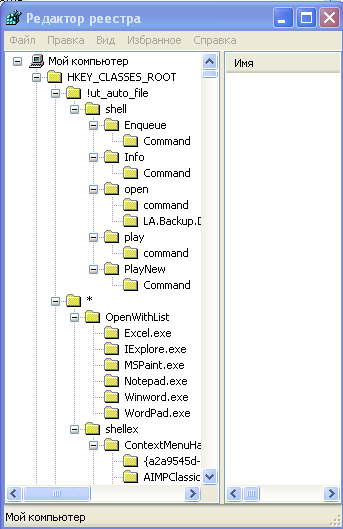 Редактор реестра
Файл Правка Вид Избранное Справка
Мой компьютер
Имя
HKEY_CLASSES_ROOT
!ut_auto_file
shell
Enqueue
Command
Info
Command
open
command
LA.Backup.D
play
command
PlayNew
Command
*
OpenWithList
Excel.exe
IExplore.exe
MSPaint.exe
Notepad.exe
Winword.exe
WordPad.exe
shellex
ContextMenuHa
{a2a9545d-
AIMPClassic
Мой компьютер